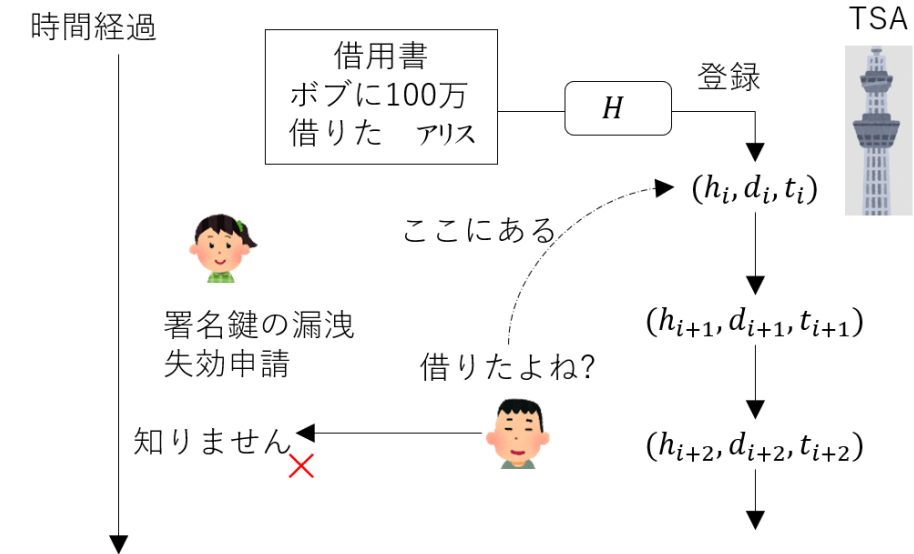 時間経過
TSA
借用書
ボブに100万
借りた アリス
H
登録
(h_i, d_i, t_i)
ここにある
署名鍵の漏洩
失効申請
(h_{i+1}, d_{i+1}, t_{i+1})
借りたよね?
知りません
(h_{i+2}, d_{i+2}, t_{i+2})